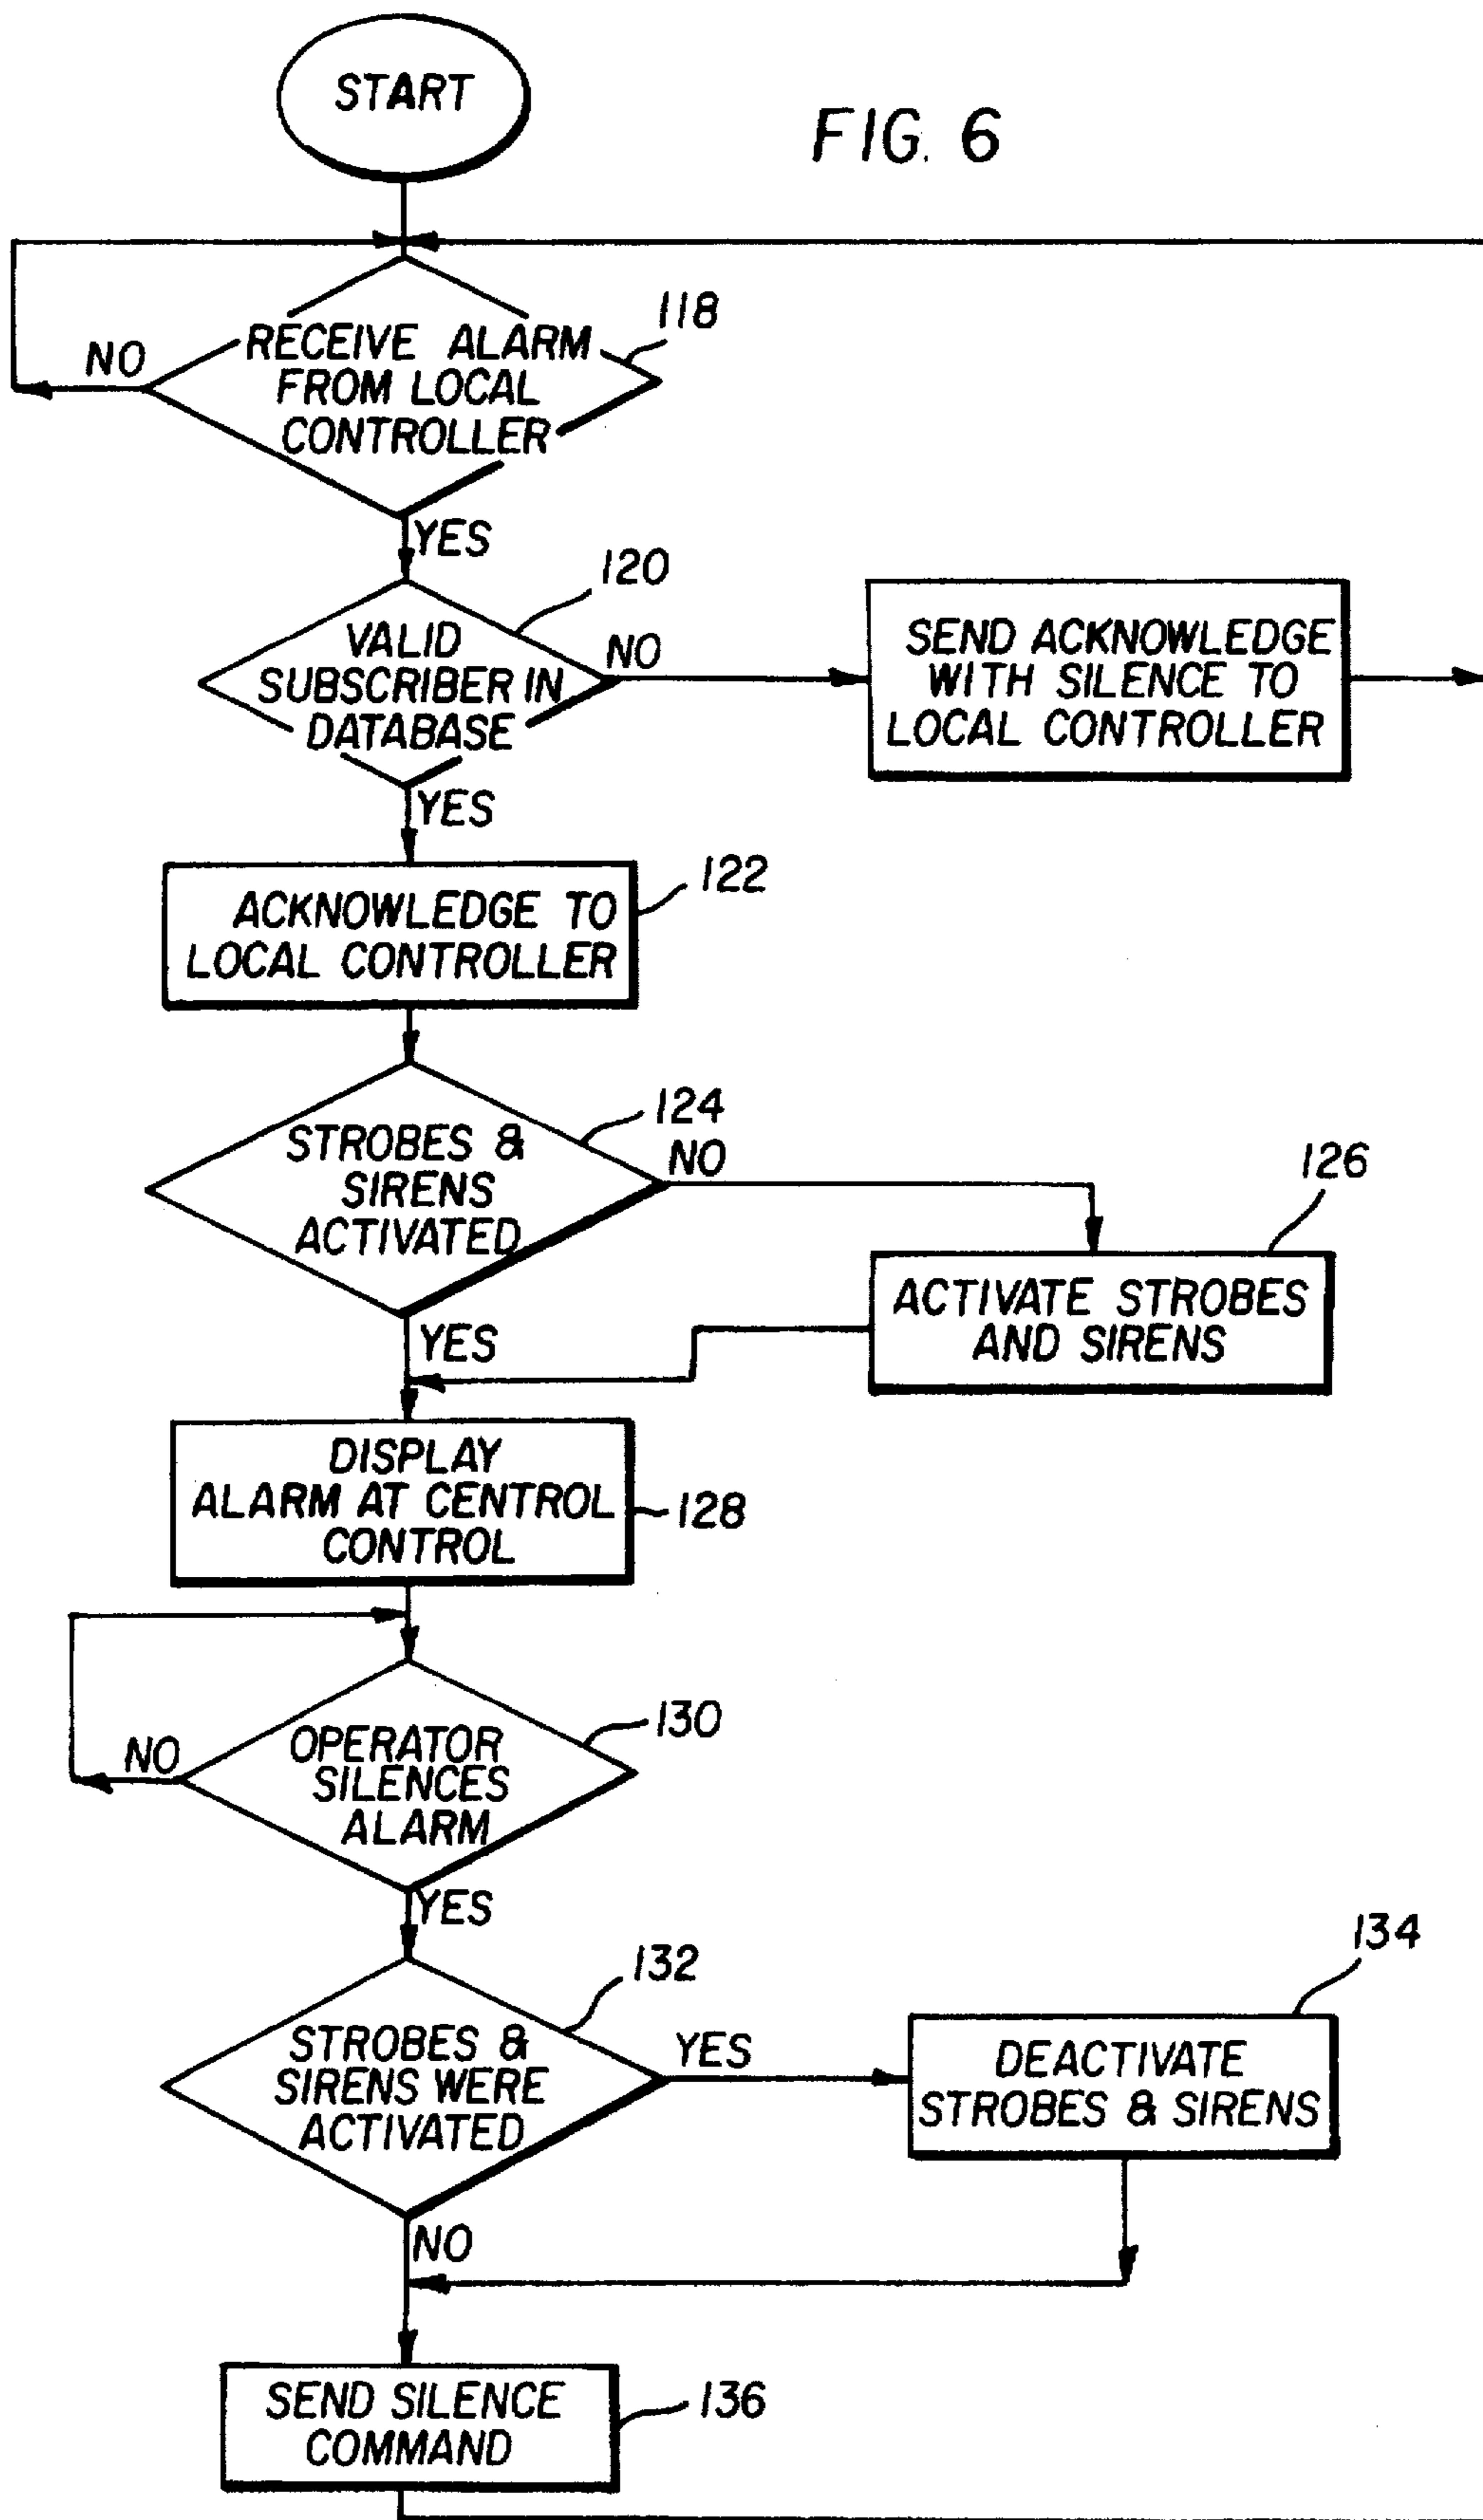 START
FIG. 6
118
RECEIVE ALARM
FROM LOCAL
CONTROLLER
NO
YES
120
VALID
SUBSCRIBER IN
DATABASE
NO
SEND ACKNOWLEDGE
WITH SILENCE TO
LOCAL CONTROLLER
YES
122
ACKNOWLEDGE TO
LOCAL CONTROLLER
124
STROBES &
SIRENS
ACTIVATED
NO
126
ACTIVATE STROBES
AND SIRENS
YES
DISPLAY
ALARM AT CENTROL
CONTROL
128
130
OPERATOR
SILENCES
ALARM
NO
YES
132
STROBES &
SIRENS WERE
ACTIVATED
YES
134
DEACTIVATE
STROBES & SIRENS
NO
SEND SILENCE
COMMAND
136